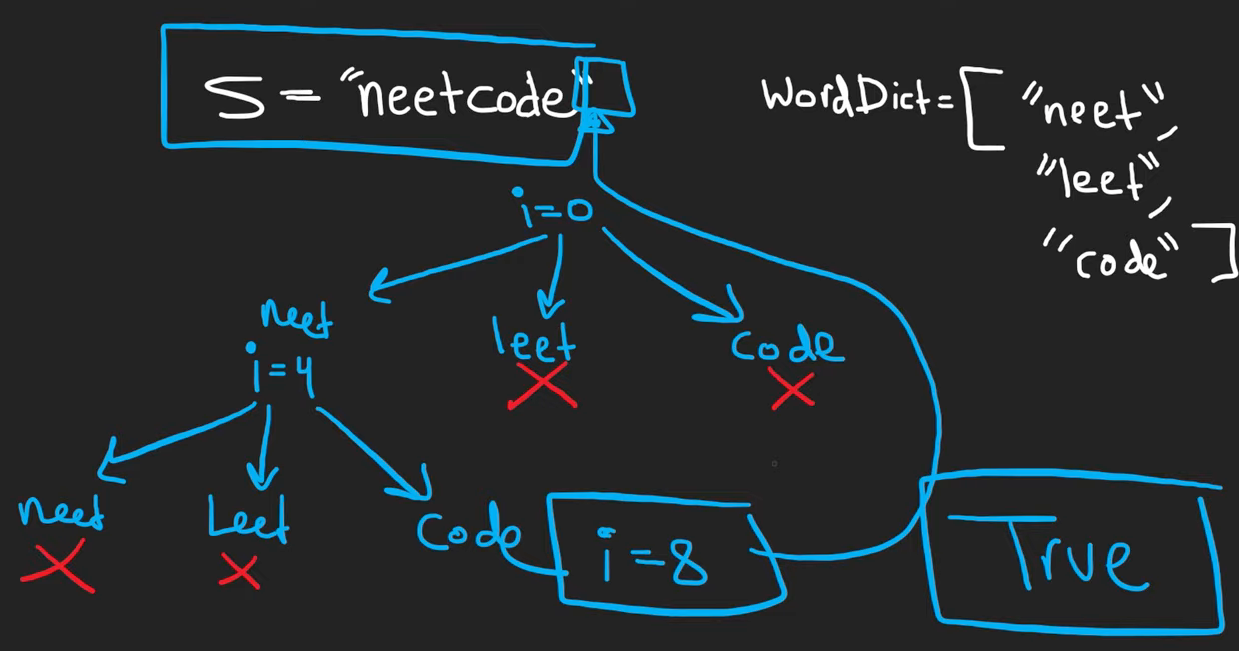 S = "neetcode"
WordDict = [ "neet",
"leet",
"code" ]
i=0
neet
leet
code
i=4
neet
Leet
Code
i=8
True